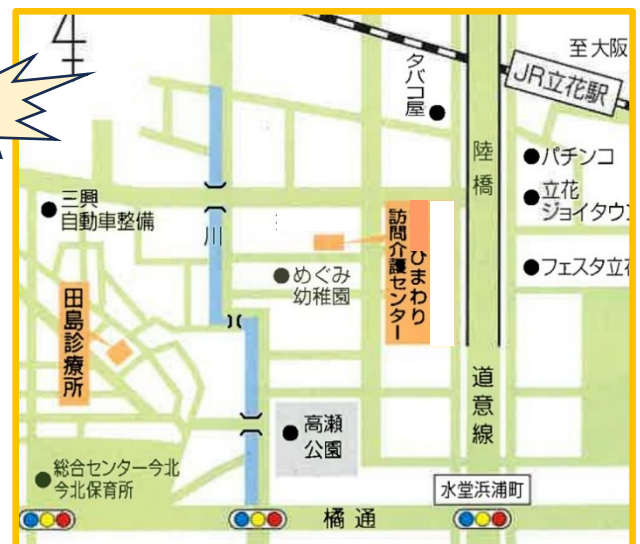 至大阪
JR立花駅
タバコ屋
陸橋
パチンコ
立花
ジョイタウン
三興
自動車整備
川
ひまわり
訪問介護センター
めぐみ
幼稚園
フェスタ立花
田島診療所
道意線
高瀬
公園
総合センター今北
今北保育所
水堂浜浦町
橘通